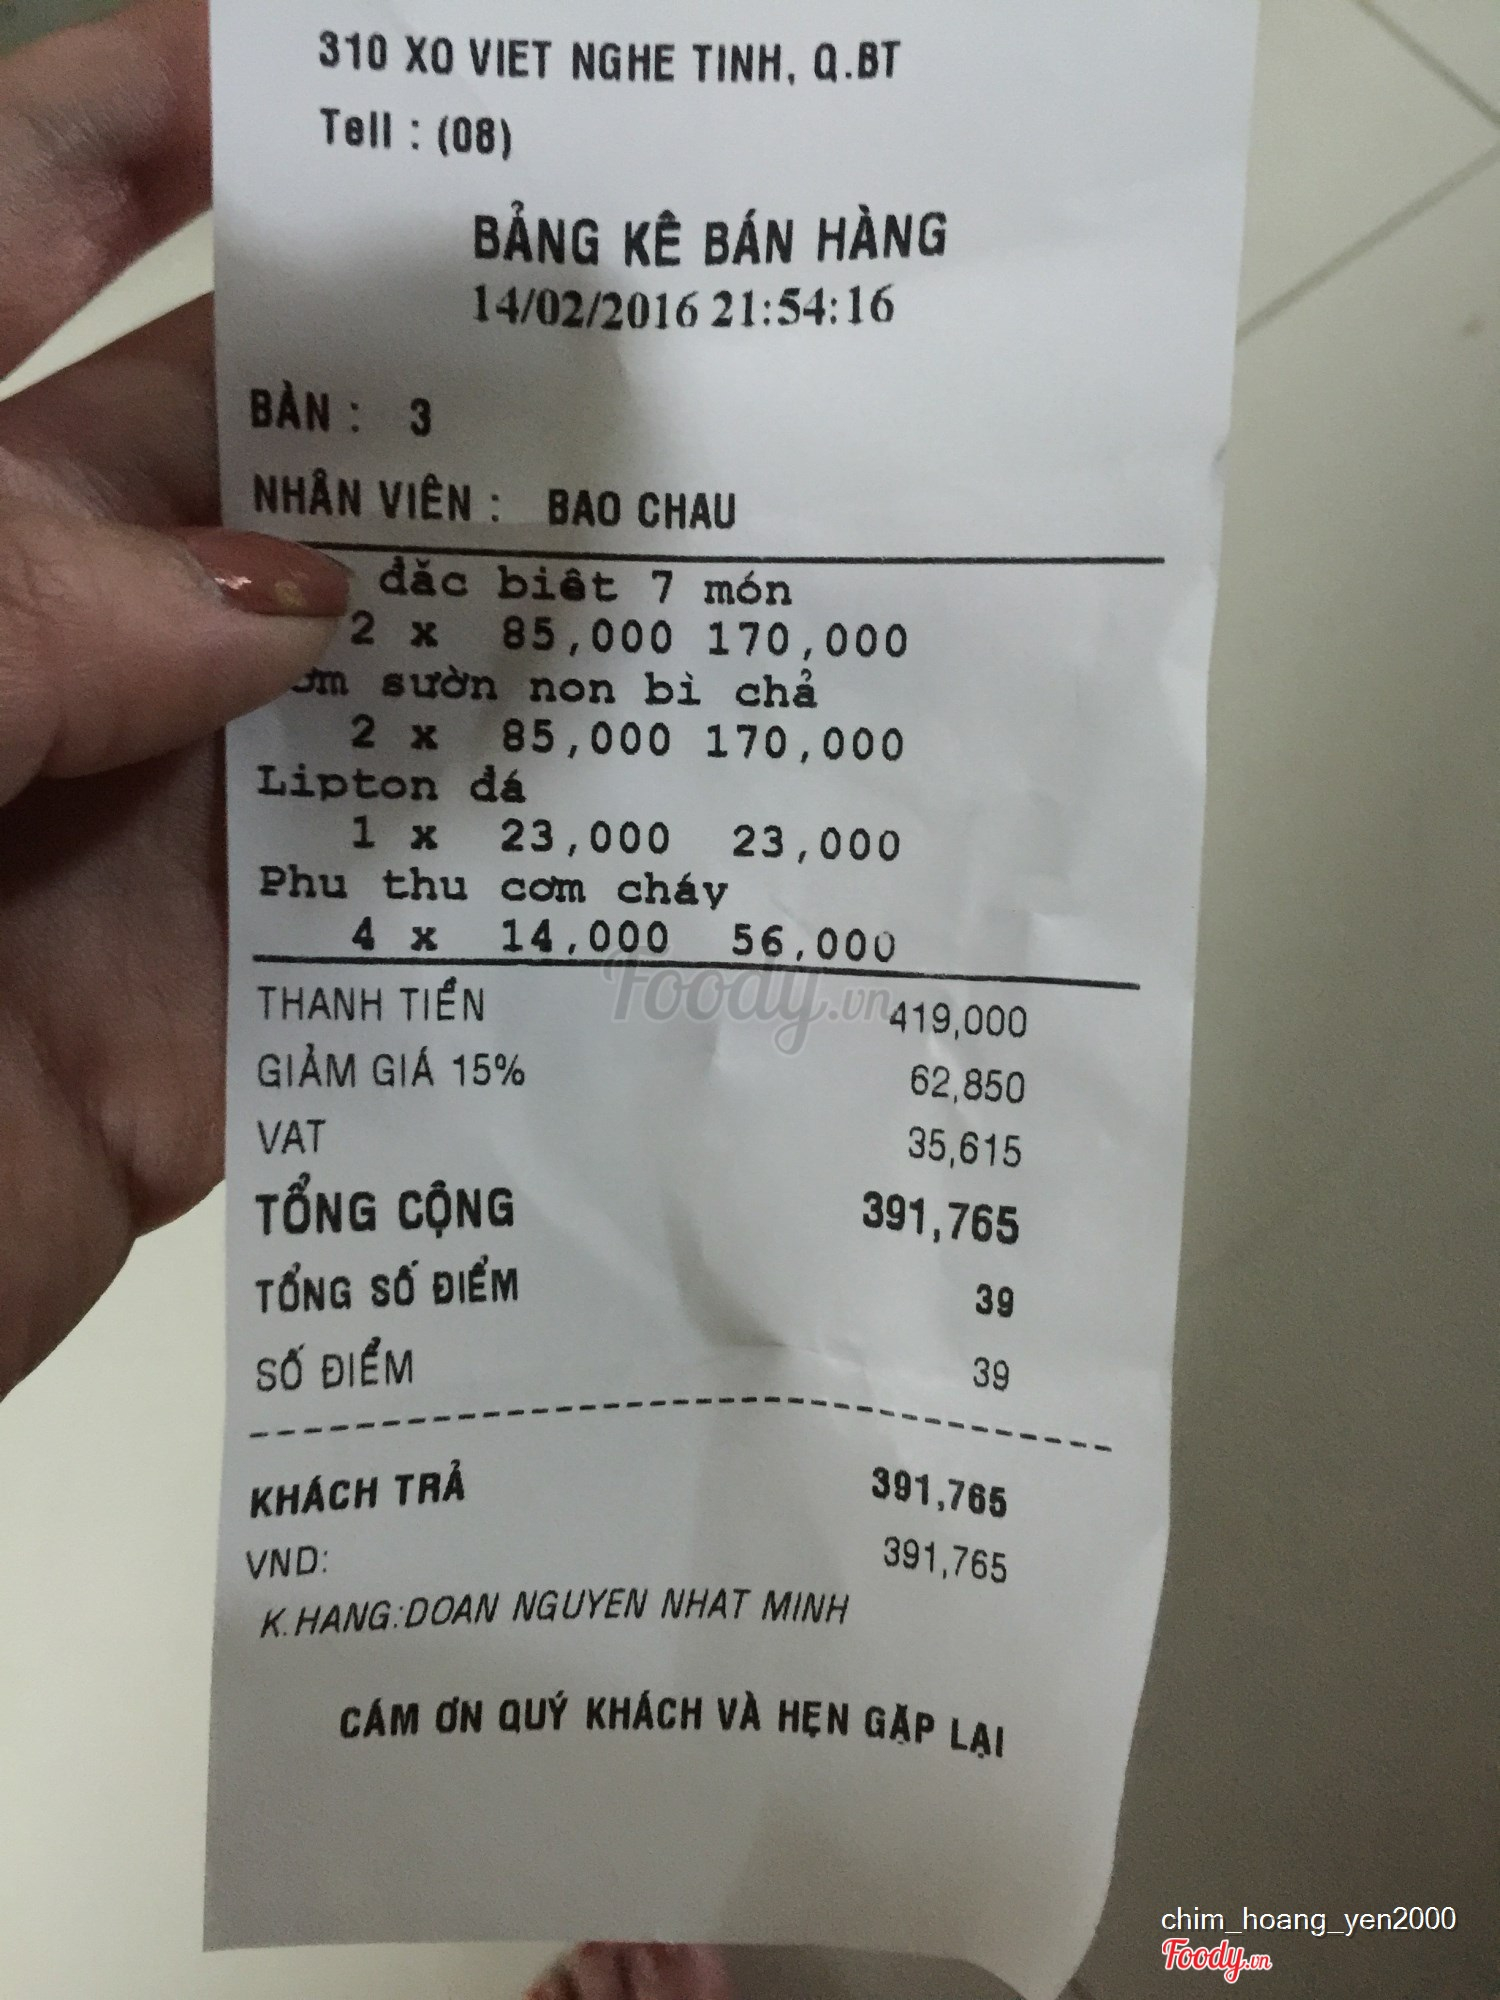 310 XO VIET NGHE TINH, Q.BT
Tell : (08)
BẢNG KÊ BÁN HÀNG
14/02/2016 21:54:16
BÀN : 3
NHÂN VIÊN : BAO CHAU
đặc biệt 7 món
2 x 85,000 170,000
sườn non bì chả
2 x 85,000 170,000
Lipton đá
1 x 23,000 23,000
Phu thu cơm cháy
4 x 14,000 56,000
THANH TIỀN 419,000
GIẢM GIÁ 15% 62,850
VAT 35,615
TỔNG CỘNG 391,765
TỔNG SỐ ĐIỂM 39
SỐ ĐIỂM 39
KHÁCH TRẢ 391,765
VND: 391,765
K.HANG:DOAN NGUYEN NHAT MINH
CÁM ƠN QUÝ KHÁCH VÀ HẸN GẶP LẠI
Foody.vn
chim_hoang_yen2000
Foody.vn